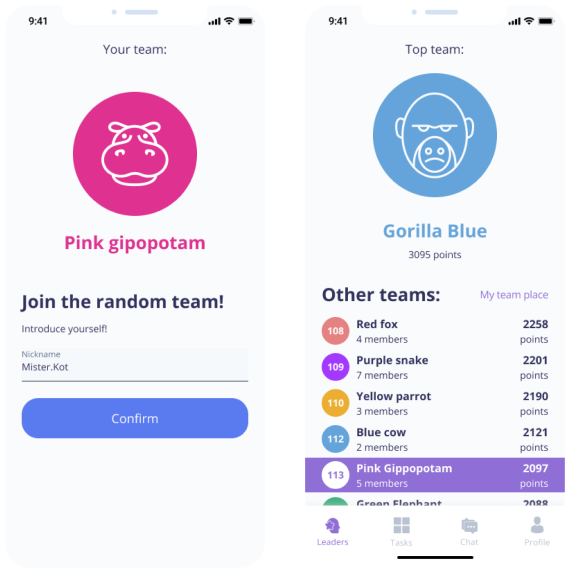 9:41
Your team:
Pink gipopotam
Join the random team!
Introduce yourself!
Nickname
Mister.Kot
Confirm
9:41
Top team:
Gorilla Blue
3095 points
Other teams:
My team place
108
Red fox
4 members
2258
points
109
Purple snake
7 members
2201
points
110
Yellow parrot
3 members
2190
points
112
Blue cow
2 members
2121
points
113
Pink Gippopotam
5 members
2097
points
Green Elephant
2088
Leaders
Tasks
Chat
Profile